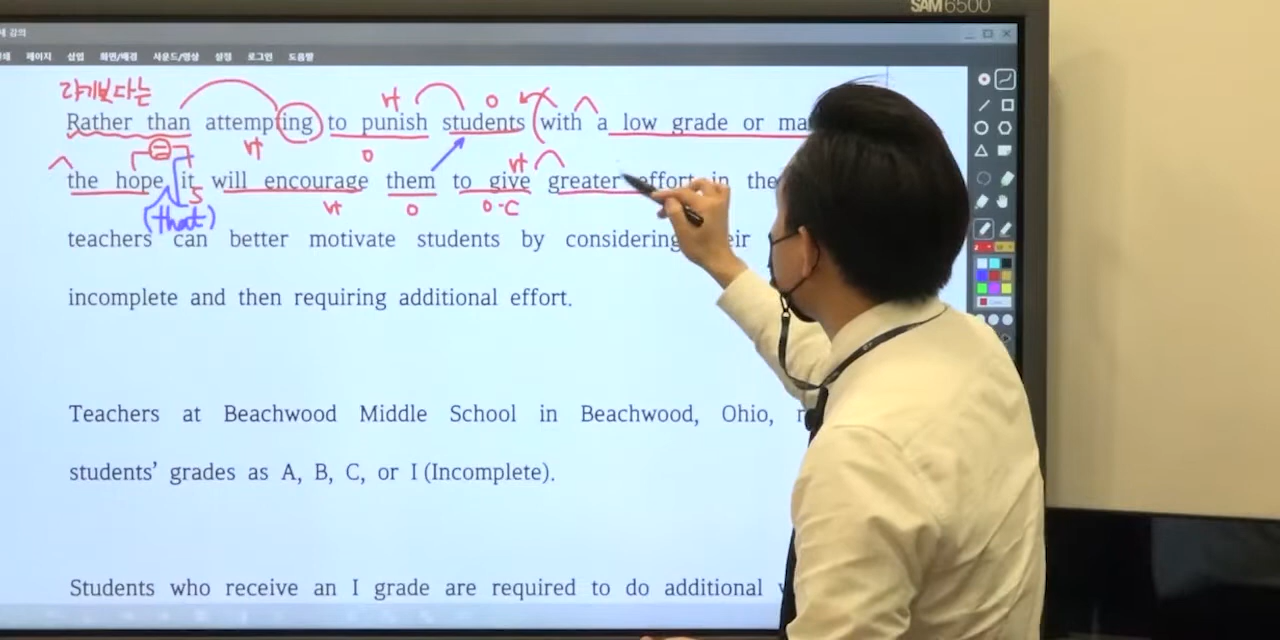 SAM6500
강의
페이지 삽입 화면/배경 사운드/영상 설정 로그인 도움말
라기보다는
vt o
Rather than attempting to punish students (with a low grade or
vt o vt
the hope it will encourage them to give greater effort in the
(that) s vt o o·c
teachers can better motivate students by considering
incomplete and then requiring additional effort.
Teachers at Beachwood Middle School in Beachwood, Ohio,
students' grades as A, B, C, or I (Incomplete).
Students who receive an I grade are required to do additional